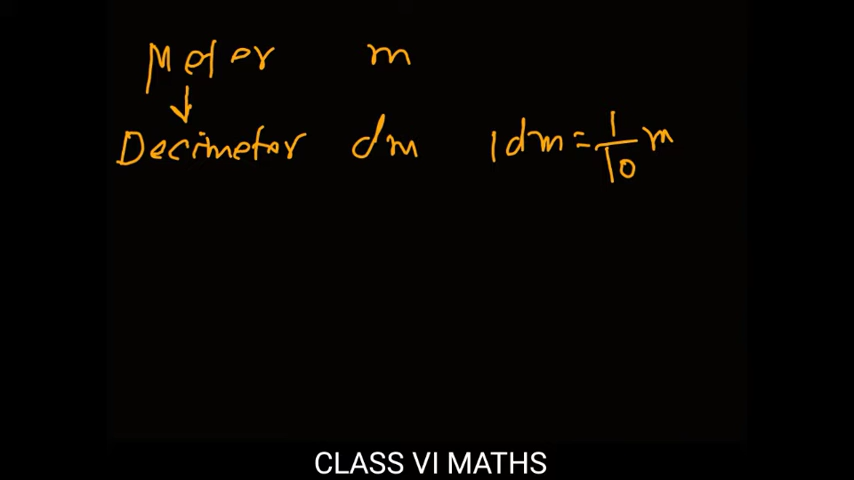 Meter m
Decimeter dm 1dm = 1/10 m
CLASS VI MATHS